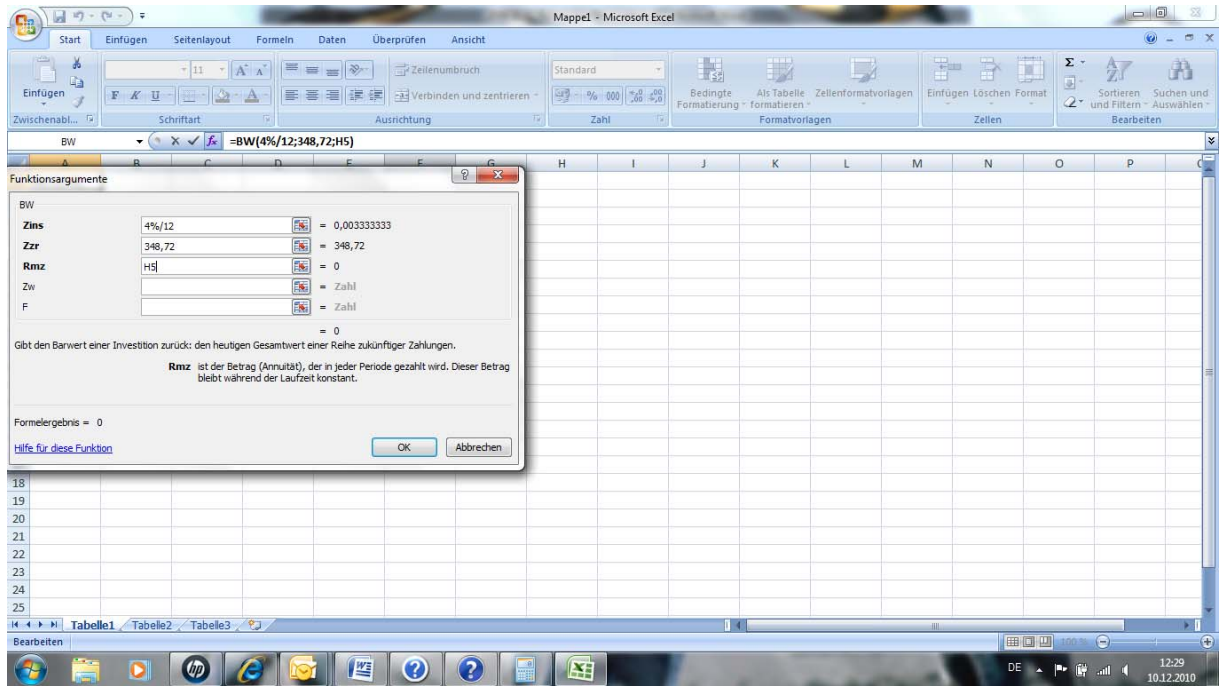 Mappe1 - Microsoft Excel
Start Einfügen Seitenlayout Formeln Daten Überprüfen Ansicht
Einfügen
11 A A
F K U A
Zeilenumbruch
Verbinden und zentrieren
Standard
% 000
Bedingte Formatierung
Als Tabelle formatieren
Zellenformatvorlagen
Einfügen Löschen Format
Σ
Sortieren und Filtern
Suchen und Auswählen
Zwischenabl... Schriftart Ausrichtung Zahl Formatvorlagen Zellen Bearbeiten
BW fx =BW(4%/12;348,72;H5)
A B C D E F G H I J K L M N O P
Funktionsargumente
BW
Zins 4%/12 = 0,003333333
Zzr 348,72 = 348,72
Rmz H5 = 0
Zw = Zahl
F = Zahl
= 0
Gibt den Barwert einer Investition zurück: den heutigen Gesamtwert einer Reihe zukünftiger Zahlungen.
Rmz ist der Betrag (Annuität), der in jeder Periode gezahlt wird. Dieser Betrag
bleibt während der Laufzeit konstant.
Formelergebnis = 0
Hilfe für diese Funktion OK Abbrechen
18
19
20
21
22
23
24
25
Tabelle1 Tabelle2 Tabelle3
Bearbeiten 100 %
hp DE 12:29
10.12.2010